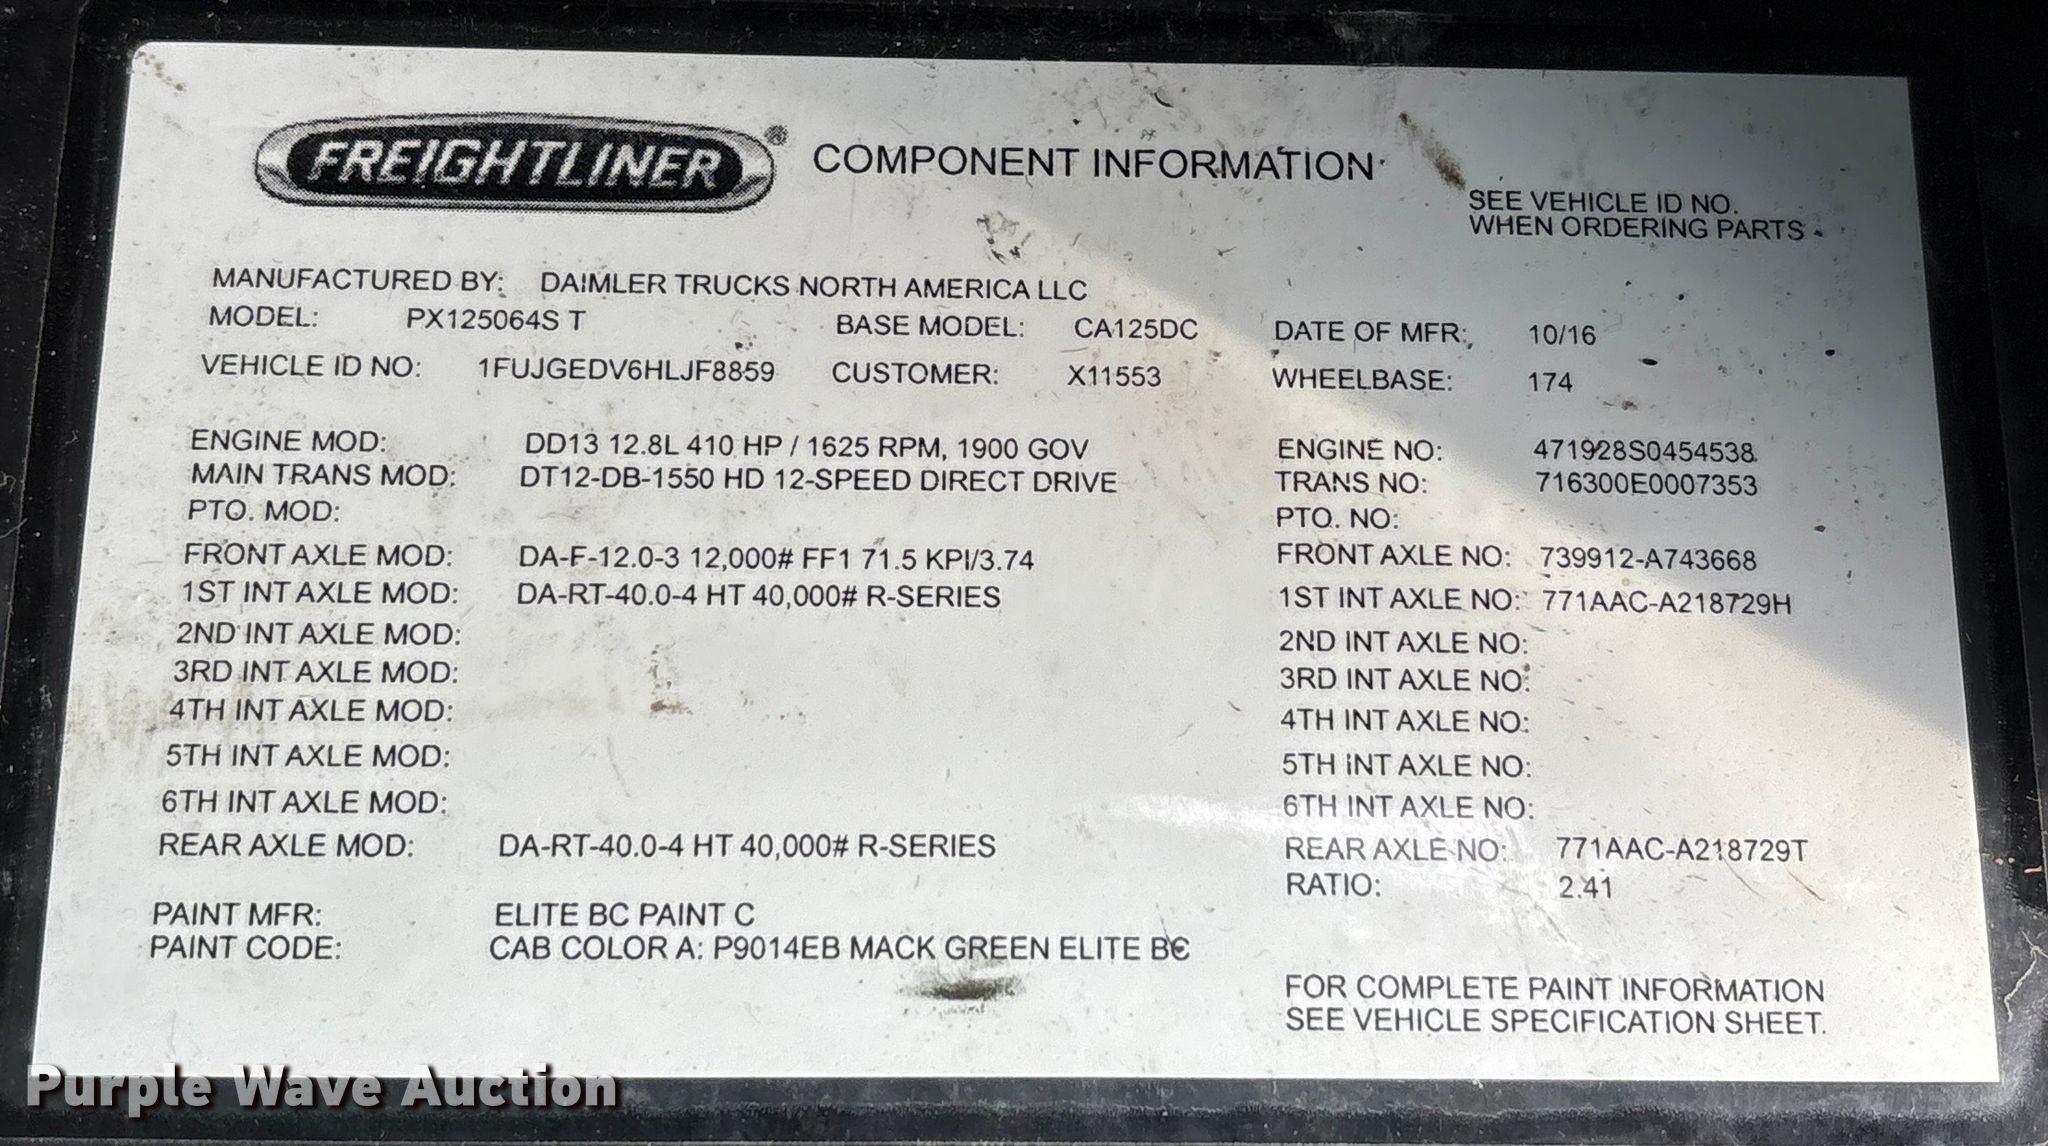 FREIGHTLINER® COMPONENT INFORMATION
SEE VEHICLE ID NO.
WHEN ORDERING PARTS
MANUFACTURED BY: DAIMLER TRUCKS NORTH AMERICA LLC
MODEL: PX125064S T BASE MODEL: CA125DC DATE OF MFR: 10/16
VEHICLE ID NO: 1FUJGEDV6HLJF8859 CUSTOMER: X11553 WHEELBASE: 174
ENGINE MOD: DD13 12.8L 410 HP / 1625 RPM, 1900 GOV ENGINE NO: 471928S0454538
MAIN TRANS MOD: DT12-DB-1550 HD 12-SPEED DIRECT DRIVE TRANS NO: 716300E0007353
PTO. MOD: PTO. NO:
FRONT AXLE MOD: DA-F-12.0-3 12,000# FF1 71.5 KPI/3.74 FRONT AXLE NO: 739912-A743668
1ST INT AXLE MOD: DA-RT-40.0-4 HT 40,000# R-SERIES 1ST INT AXLE NO: 771AAC-A218729H
2ND INT AXLE MOD: 2ND INT AXLE NO:
3RD INT AXLE MOD: 3RD INT AXLE NO:
4TH INT AXLE MOD: 4TH INT AXLE NO:
5TH INT AXLE MOD: 5TH INT AXLE NO:
6TH INT AXLE MOD: 6TH INT AXLE NO:
REAR AXLE MOD: DA-RT-40.0-4 HT 40,000# R-SERIES REAR AXLE NO: 771AAC-A218729T
RATIO: 2.41
PAINT MFR: ELITE BC PAINT C
PAINT CODE: CAB COLOR A: P9014EB MACK GREEN ELITE BC
FOR COMPLETE PAINT INFORMATION
SEE VEHICLE SPECIFICATION SHEET.
Purple Wave Auction